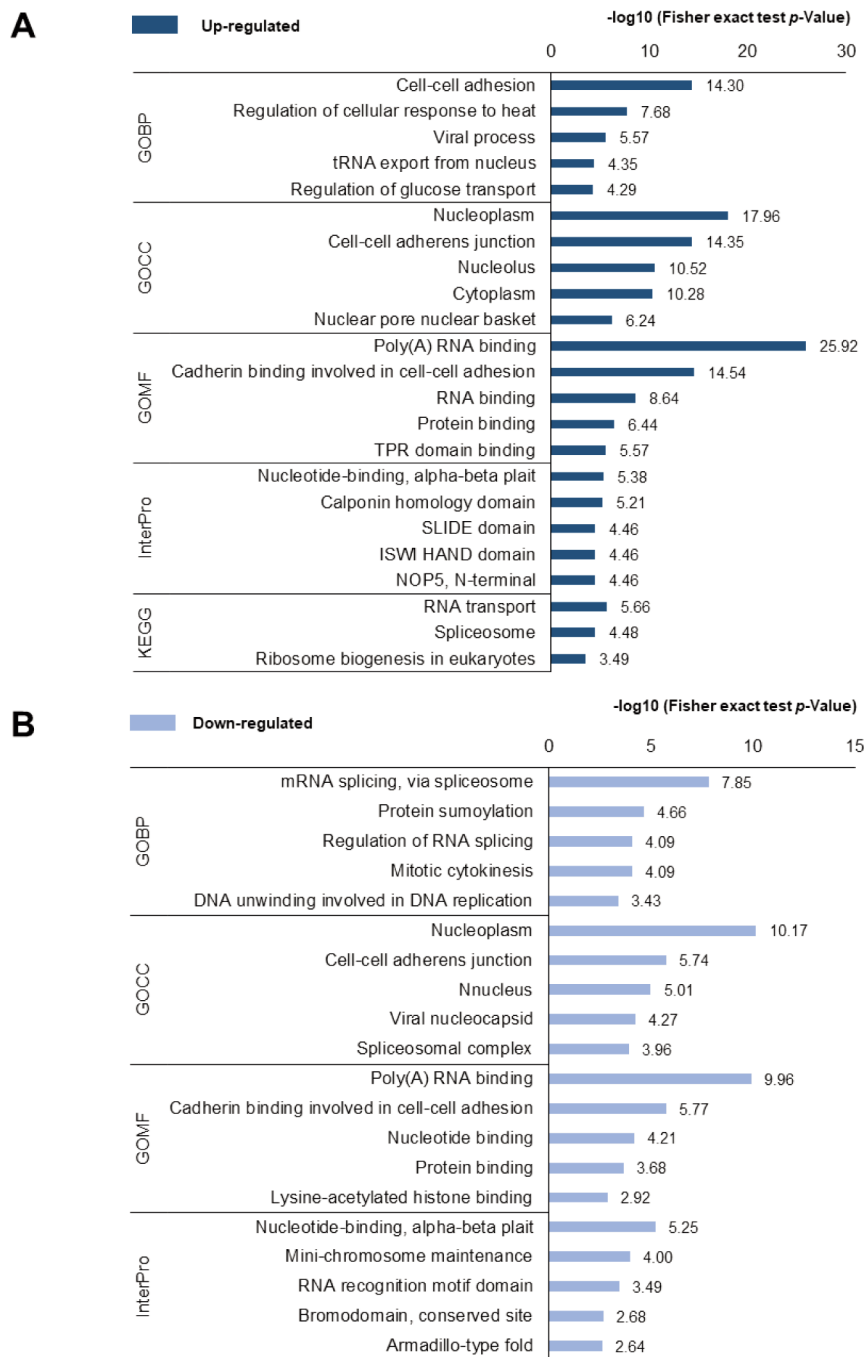 A
Up-regulated
-log10 (Fisher exact test p-Value)
0 10 20 30
GOBP
Cell-cell adhesion 14.30
Regulation of cellular response to heat 7.68
Viral process 5.57
tRNA export from nucleus 4.35
Regulation of glucose transport 4.29
GOCC
Nucleoplasm 17.96
Cell-cell adherens junction 14.35
Nucleolus 10.52
Cytoplasm 10.28
Nuclear pore nuclear basket 6.24
GOMF
Poly(A) RNA binding 25.92
Cadherin binding involved in cell-cell adhesion 14.54
RNA binding 8.64
Protein binding 6.44
TPR domain binding 5.57
InterPro
Nucleotide-binding, alpha-beta plait 5.38
Calponin homology domain 5.21
SLIDE domain 4.46
ISWI HAND domain 4.46
NOP5, N-terminal 4.46
KEGG
RNA transport 5.66
Spliceosome 4.48
Ribosome biogenesis in eukaryotes 3.49
B
Down-regulated
-log10 (Fisher exact test p-Value)
0 5 10 15
GOBP
mRNA splicing, via spliceosome 7.85
Protein sumoylation 4.66
Regulation of RNA splicing 4.09
Mitotic cytokinesis 4.09
DNA unwinding involved in DNA replication 3.43
GOCC
Nucleoplasm 10.17
Cell-cell adherens junction 5.74
Nnucleus 5.01
Viral nucleocapsid 4.27
Spliceosomal complex 3.96
GOMF
Poly(A) RNA binding 9.96
Cadherin binding involved in cell-cell adhesion 5.77
Nucleotide binding 4.21
Protein binding 3.68
Lysine-acetylated histone binding 2.92
InterPro
Nucleotide-binding, alpha-beta plait 5.25
Mini-chromosome maintenance 4.00
RNA recognition motif domain 3.49
Bromodomain, conserved site 2.68
Armadillo-type fold 2.64